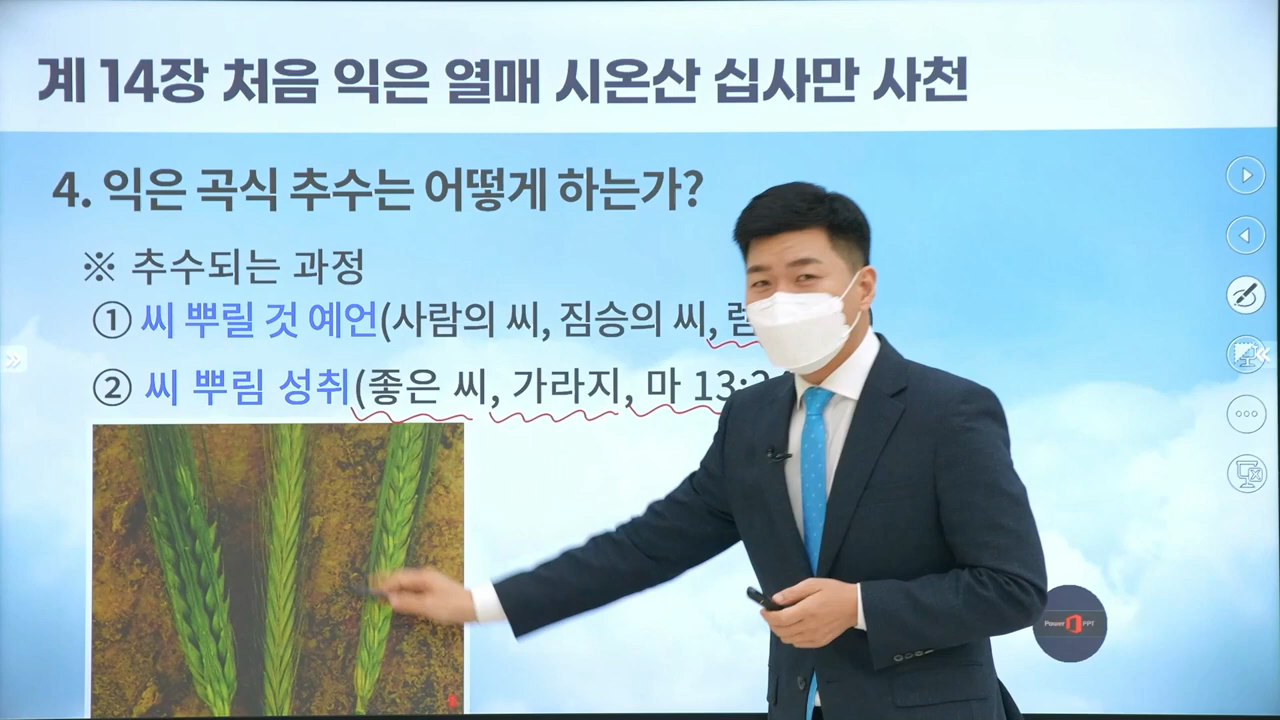 계 14장 처음 익은 열매 시온산 십사만 사천
4. 익은 곡식 추수는 어떻게 하는가?
※ 추수되는 과정
① 씨 뿌릴 것 예언(사람의 씨, 짐승의 씨,
② 씨 뿌림 성취(좋은 씨, 가라지, 마
Power PPT